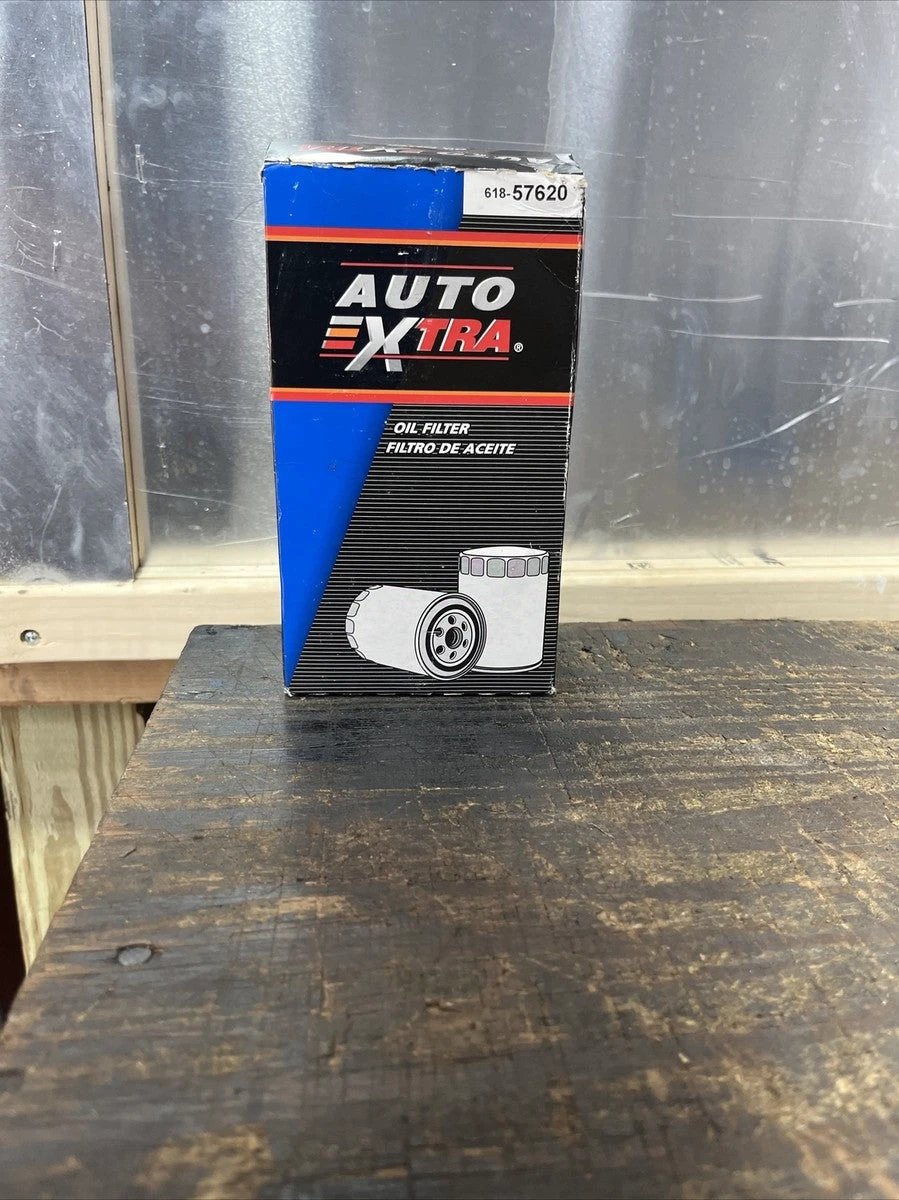 618-57620
AUTO
EXTRA®
OIL FILTER
FILTRO DE ACEITE